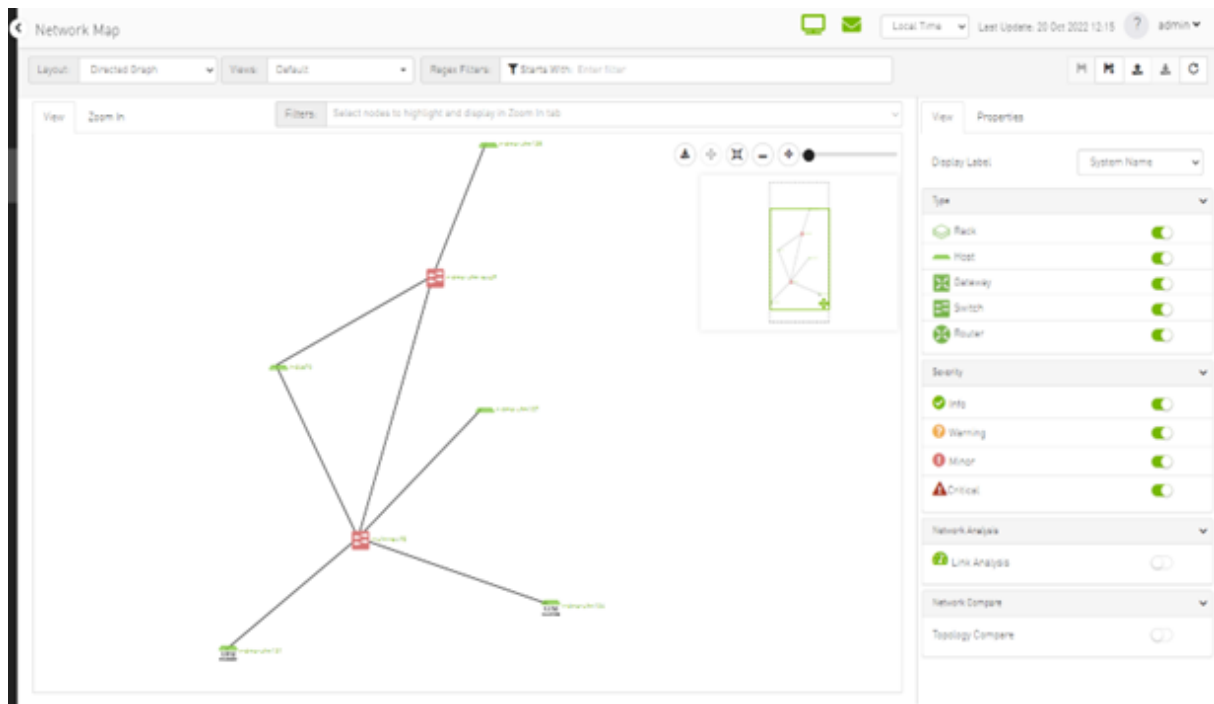 Network Map
Local Time Last Update: 20 Oct 2022 12:15 ? admin
Layout: Directed Graph Views: Default Regex Filters: Starts With: Enter filter
View Zoom In Filters: Select nodes to highlight and display in Zoom In tab
View Properties
Display Label System Name
Type
Rack
Host
Gateway
Switch
Router
Severity
Info
Warning
Minor
Critical
Network Analysis
Link Analysis
Network Compare
Topology Compare